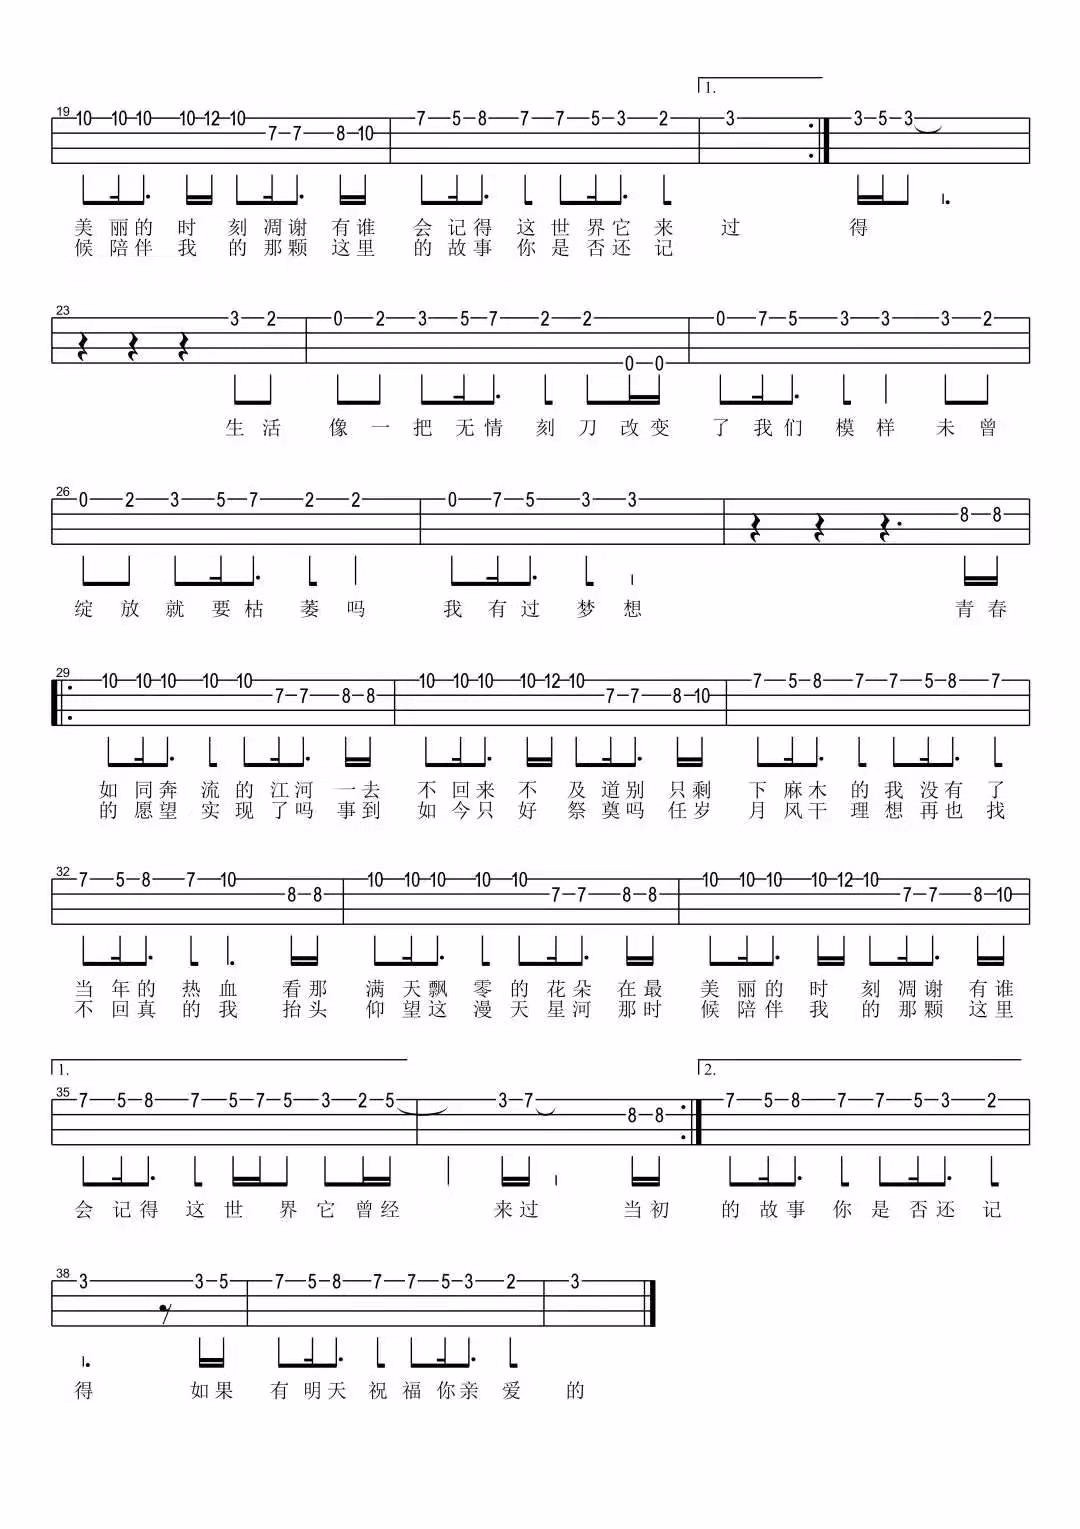 1.
19 10 10 10 10 12 10 7 7 8 10 7 5 8 7 7 5 3 2 3 3 5 3
美 丽 的 时 刻 凋 谢 有 谁 会 记 得 这 世 界 它 来 过 得
候 陪 伴 我 的 那 颗 这 里 的 故 事 你 是 否 还 记
23 3 2 0 2 3 5 7 2 2 0 0 0 7 5 3 3 3 2
生 活 像 一 把 无 情 刻 刀 改 变 了 我 们 模 样 未 曾
26 0 2 3 5 7 2 2 0 7 5 3 3 8 8
绽 放 就 要 枯 萎 吗 我 有 过 梦 想 青 春
29 10 10 10 10 10 7 7 8 8 10 10 10 10 12 10 7 7 8 10 7 5 8 7 7 5 8 7
如 同 奔 流 的 江 河 一 去 不 回 来 不 及 道 别 只 剩 下 麻 木 的 我 没 有 了
的 愿 望 实 现 了 吗 事 到 如 今 只 好 祭 奠 吗 任 岁 月 风 干 理 想 再 也 找
32 7 5 8 7 10 8 8 10 10 10 10 10 7 7 8 8 10 10 10 10 12 10 7 7 8 10
当 年 的 热 血 看 那 满 天 飘 零 的 花 朵 在 最 美 丽 的 时 刻 凋 谢 有 谁
不 回 真 的 我 抬 头 仰 望 这 漫 天 星 河 那 时 候 陪 伴 我 的 那 颗 这 里
1. 2.
35 7 5 8 7 5 7 5 3 2 5 3 7 8 8 7 5 8 7 7 5 3 2
会 记 得 这 世 界 它 曾 经 来 过 当 初 的 故 事 你 是 否 还 记
38 3 3 5 7 5 8 7 7 5 3 2 3
得 如 果 有 明 天 祝 福 你 亲 爱 的